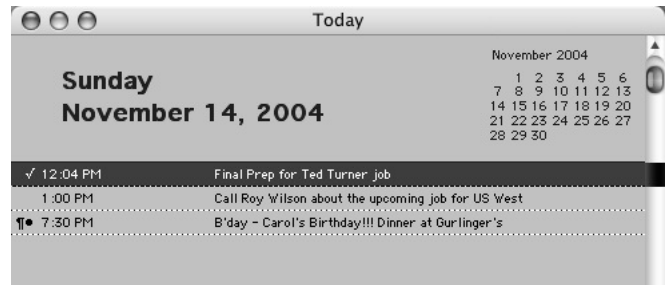 Today
Sunday
November 14, 2004
November 2004
1 2 3 4 5 6
7 8 9 10 11 12 13
14 15 16 17 18 19 20
21 22 23 24 25 26 27
28 29 30
√ 12:04 PM Final Prep for Ted Turner job
1:00 PM Call Roy Wilson about the upcoming job for US West
¶• 7:30 PM B'day - Carol's Birthday!!! Dinner at Gurlinger's